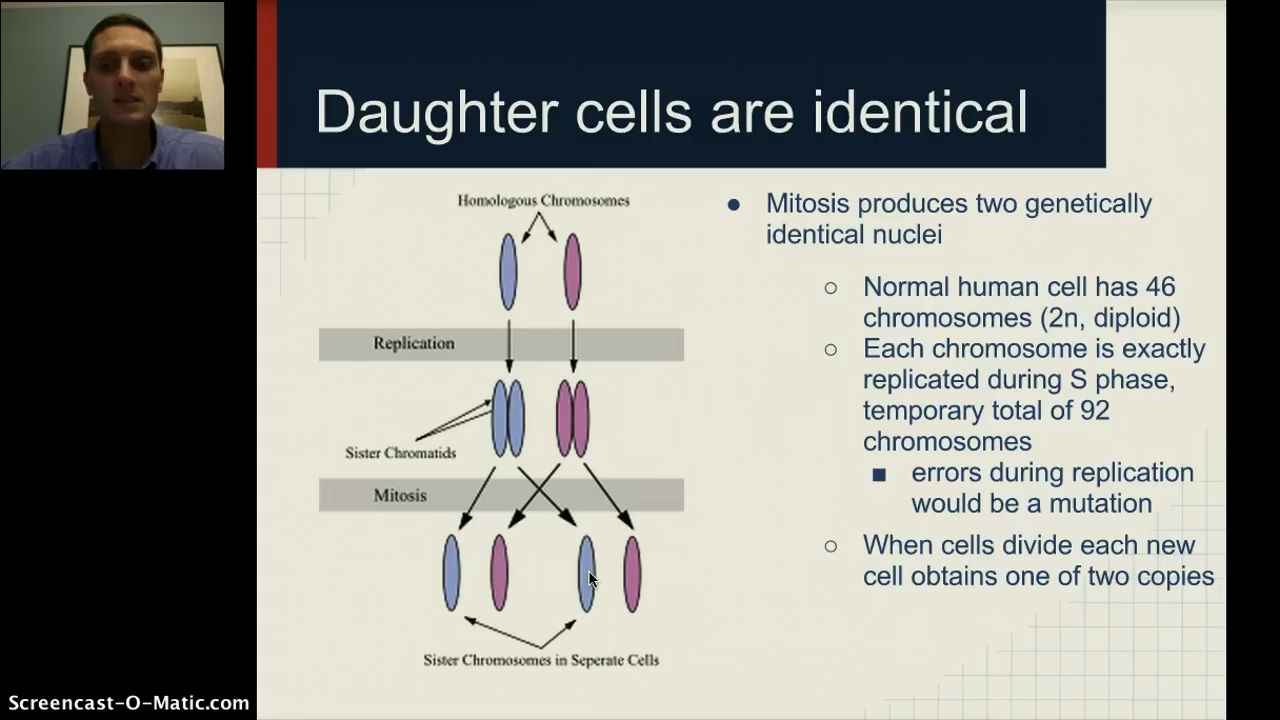 Daughter cells are identical
Homologous Chromosomes
Replication
Sister Chromatids
Mitosis
Sister Chromosomes in Seperate Cells
● Mitosis produces two genetically
identical nuclei
○ Normal human cell has 46
chromosomes (2n, diploid)
○ Each chromosome is exactly
replicated during S phase,
temporary total of 92
chromosomes
■ errors during replication
would be a mutation
○ When cells divide each new
cell obtains one of two copies
Screencast-O-Matic.com